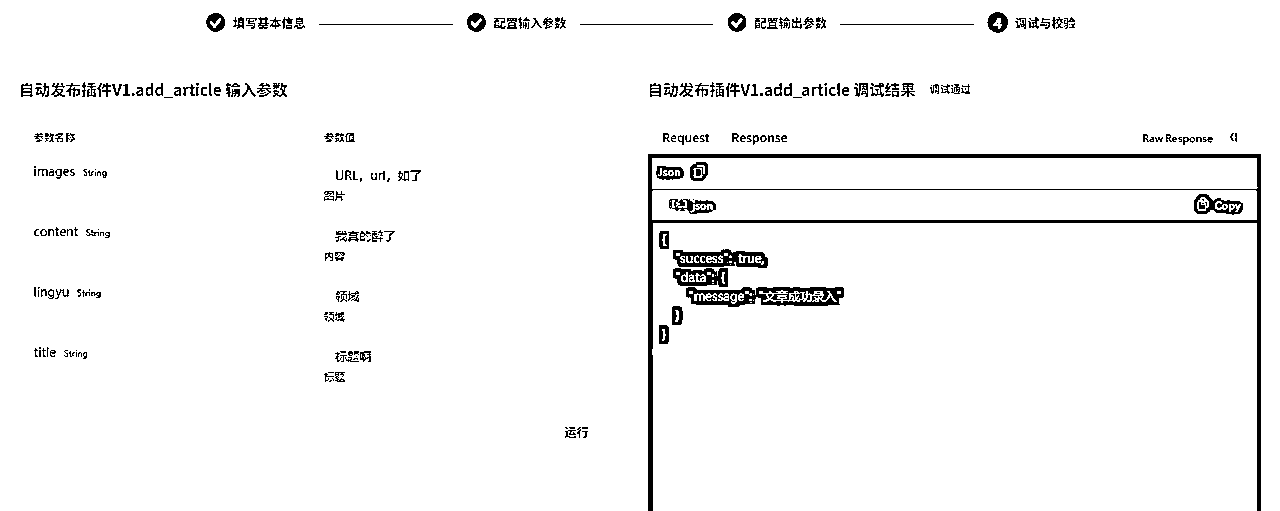 填写基本信息
配置输入参数
配置输出参数
4 调试与校验
自动发布插件V1.add_article 输入参数
参数名称 参数值
images String
URL，url，如了
图片
content String
我真的醉了
内容
lingyu String
领域
领域
title String
标题啊
标题
运行
自动发布插件V1.add_article 调试结果 调试通过
Request Response Raw Response
Json
json Copy
{
"success": true,
"data": {
"message": "文章成功录入"
}
}